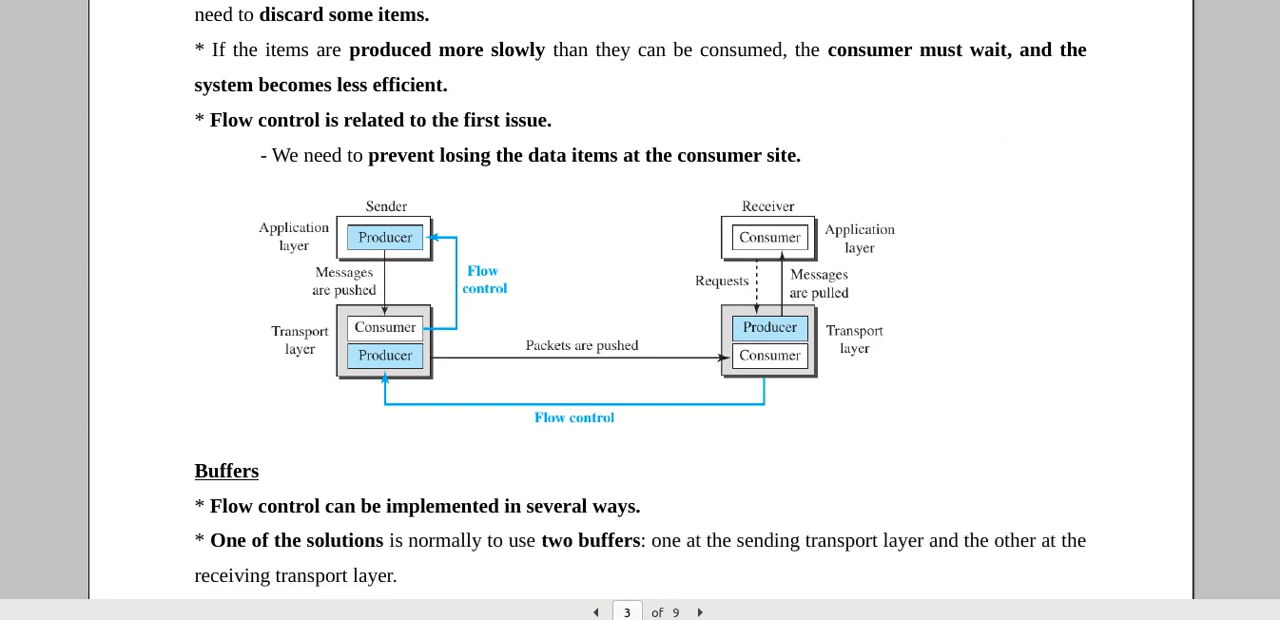 need to discard some items.
* If the items are produced more slowly than they can be consumed, the consumer must wait, and the
system becomes less efficient.
* Flow control is related to the first issue.
- We need to prevent losing the data items at the consumer site.
Sender
Receiver
Application
layer
Producer
Consumer
Application
layer
Messages
are pushed
Flow
control
Requests
Messages
are pulled
Transport
layer
Consumer
Producer
Packets are pushed
Producer
Consumer
Transport
layer
Flow control
Buffers
* Flow control can be implemented in several ways.
* One of the solutions is normally to use two buffers: one at the sending transport layer and the other at the
receiving transport layer.
3 of 9